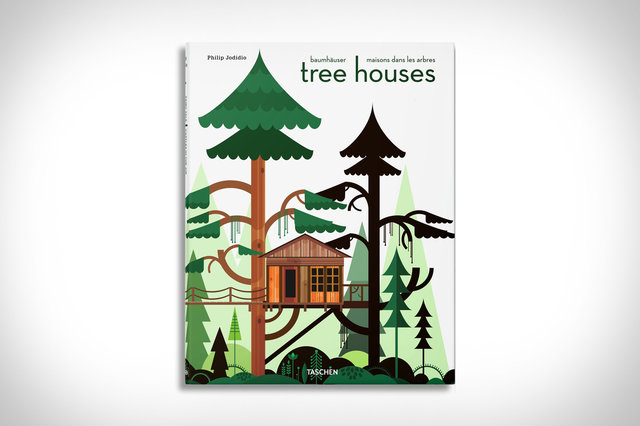 Philip Jodidio
baumhäuser maisons dans les arbres
tree houses
TASCHEN